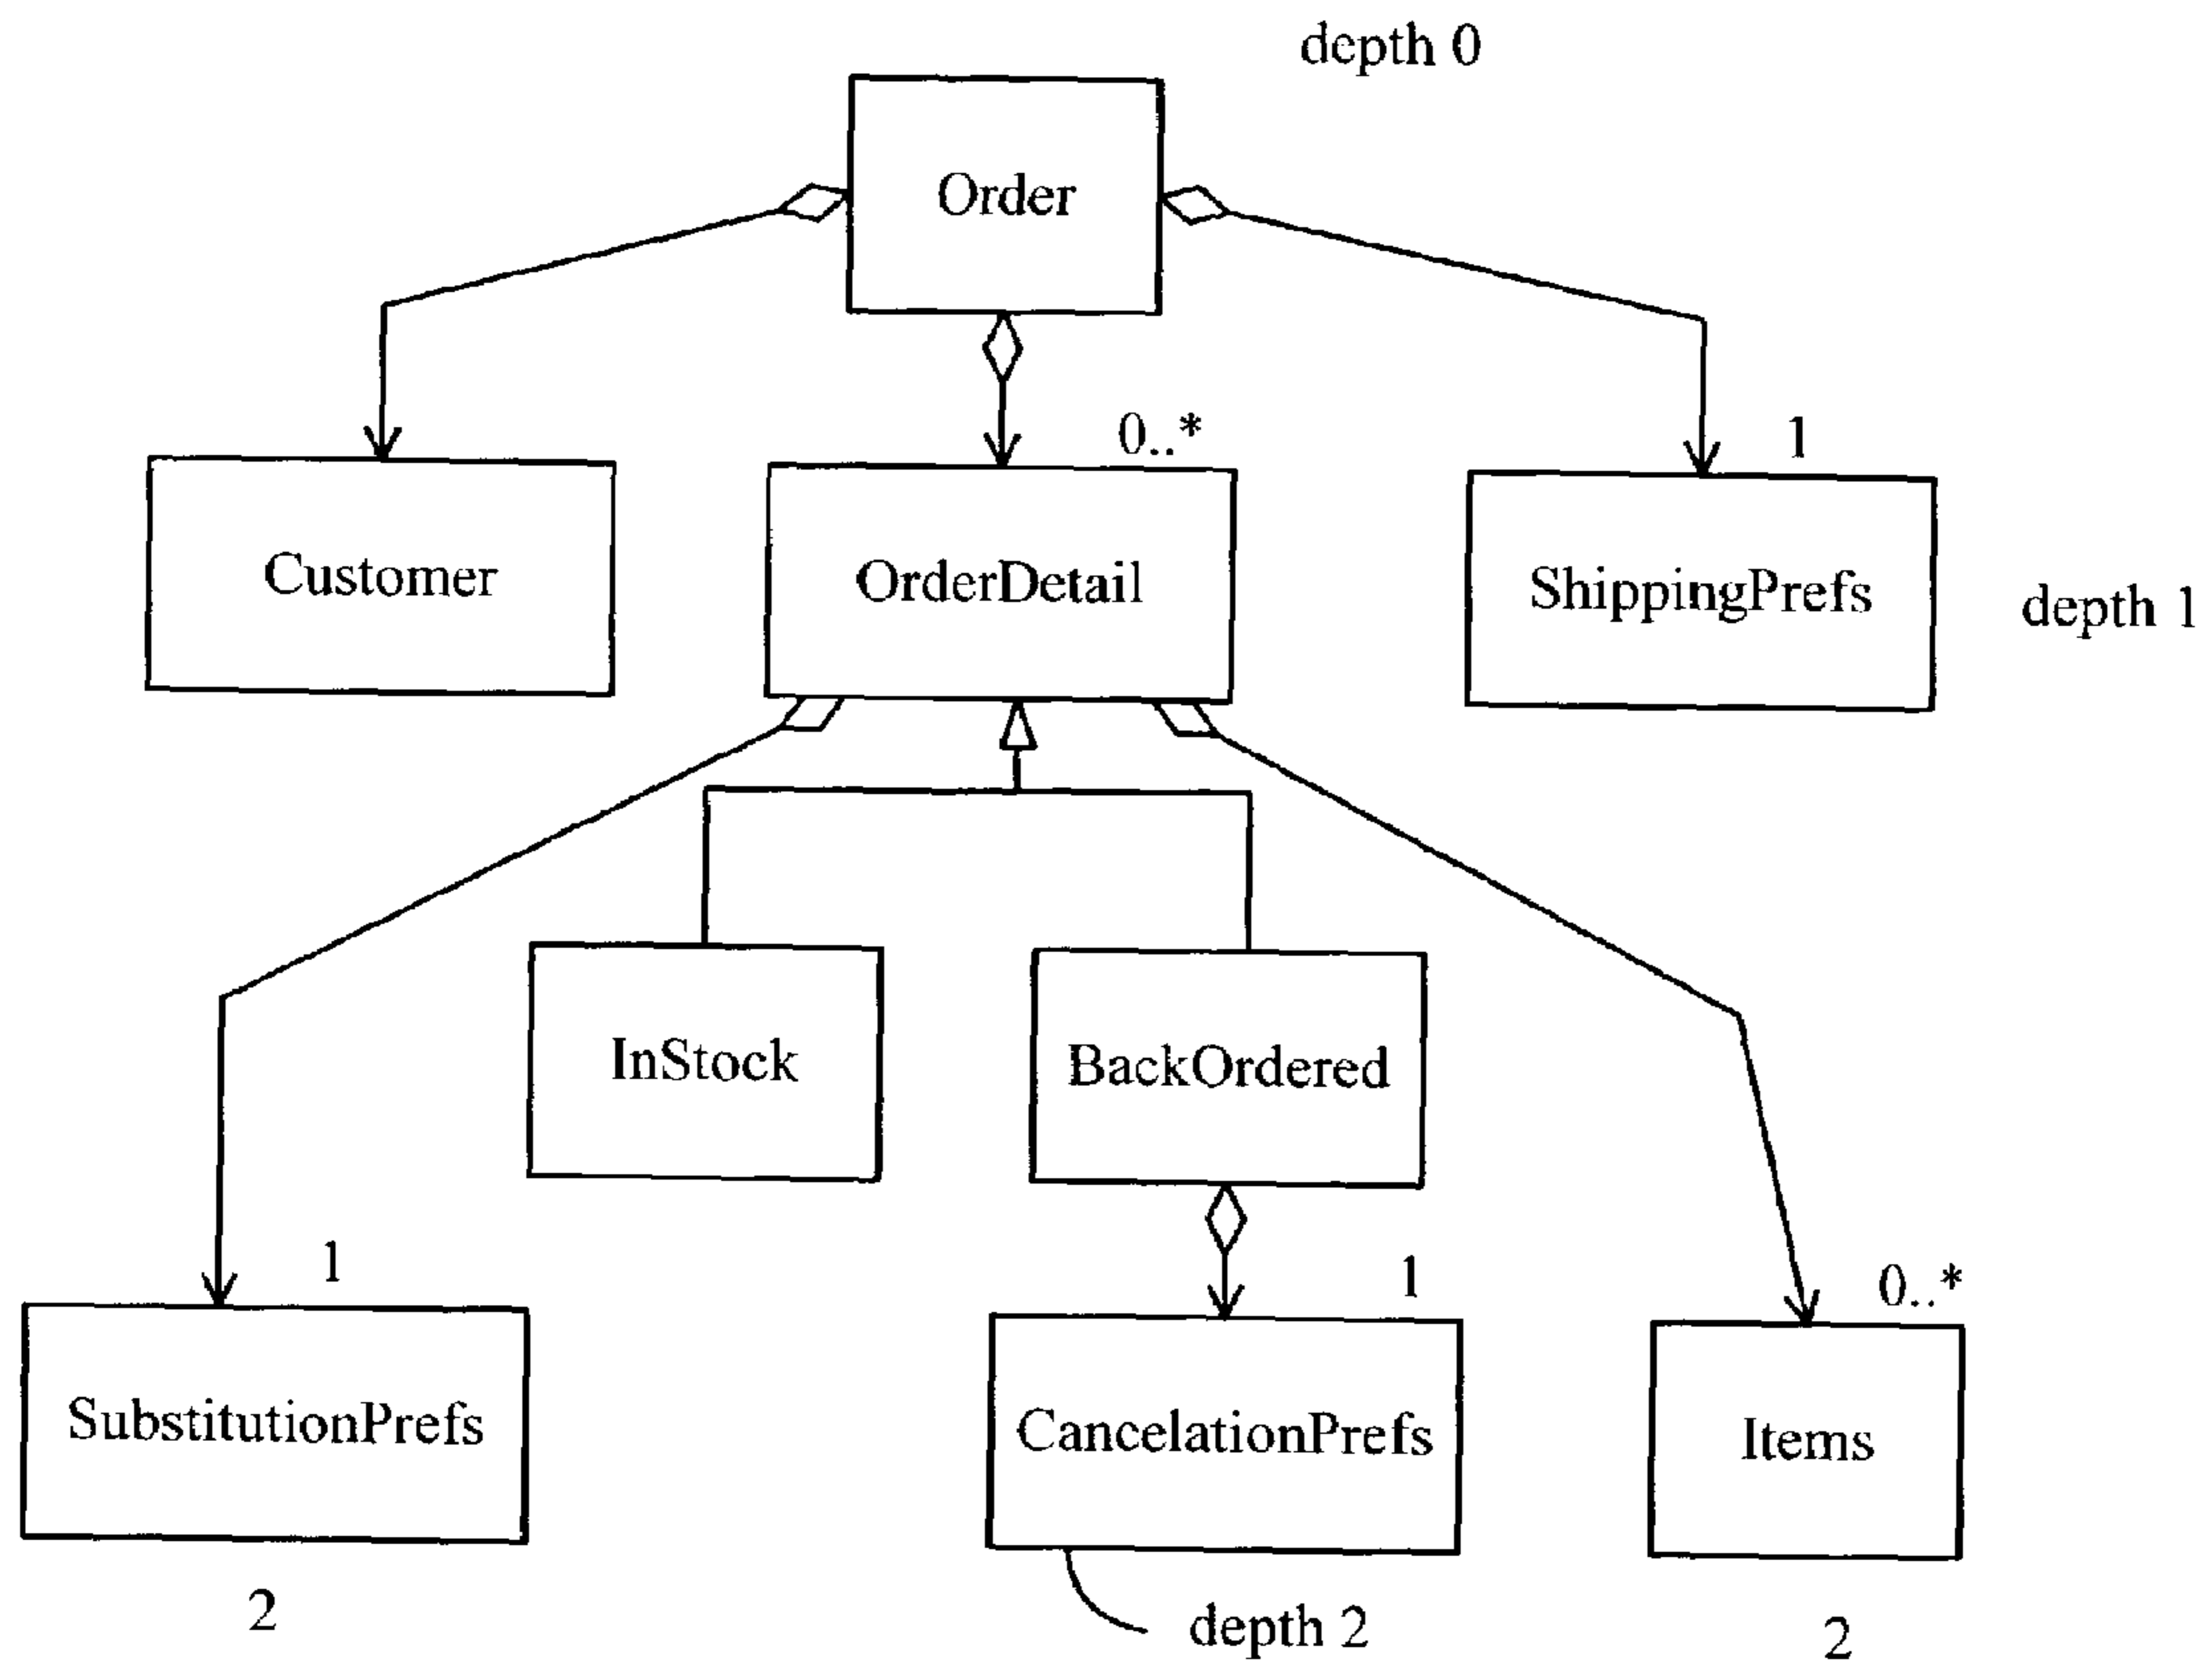 depth 0
Order
0..*
1
Customer
OrderDetail
ShippingPrefs
depth 1
InStock
BackOrdered
1
1
0..*
SubstitutionPrefs
CancelationPrefs
Items
2
depth 2
2